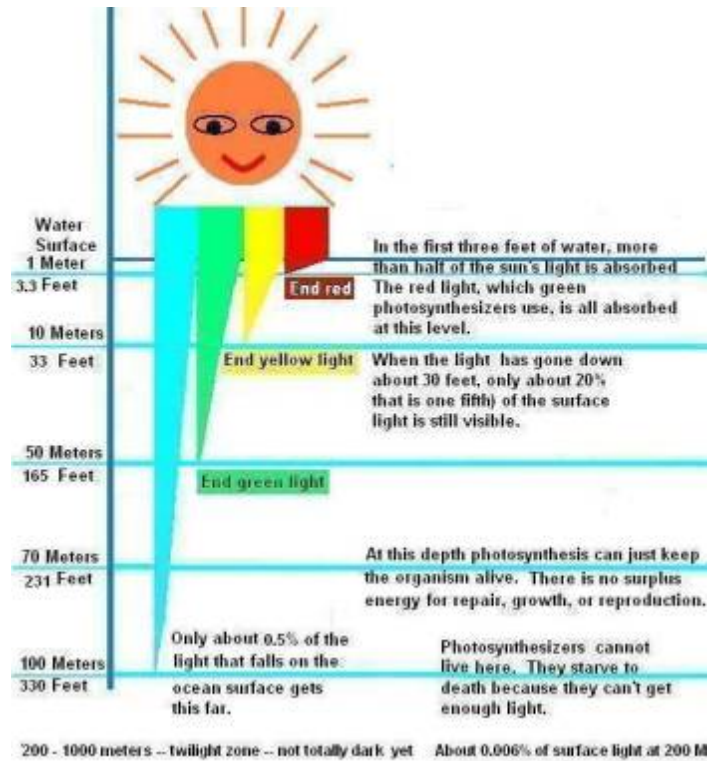 Water
Surface
1 Meter
3.3 Feet
In the first three feet of water, more
than half of the sun's light is absorbed
The red light, which green
photosynthesizers use, is all absorbed
at this level.
End red
10 Meters
33 Feet
End yellow light
When the light has gone down
about 30 feet, only about 20%
that is one fifth) of the surface
light is still visible.
50 Meters
165 Feet
End green light
70 Meters
231 Feet
At this depth photosynthesis can just keep
the organism alive. There is no surplus
energy for repair, growth, or reproduction.
100 Meters
330 Feet
Only about 0.5% of the
light that falls on the
ocean surface gets
this far.
Photosynthesizers cannot
live here. They starve to
death because they can't get
enough light.
200 - 1000 meters -- twilight zone -- not totally dark yet About 0.006% of surface light at 200 M